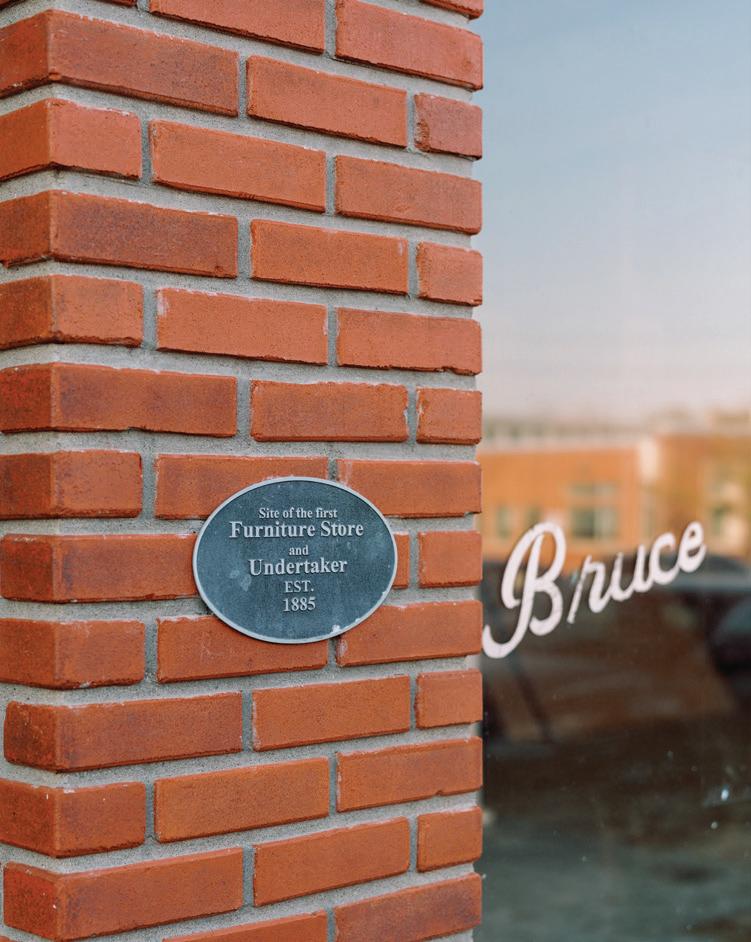 Site of the first
Furniture Store
and
Undertaker
EST.
1885
Bruce